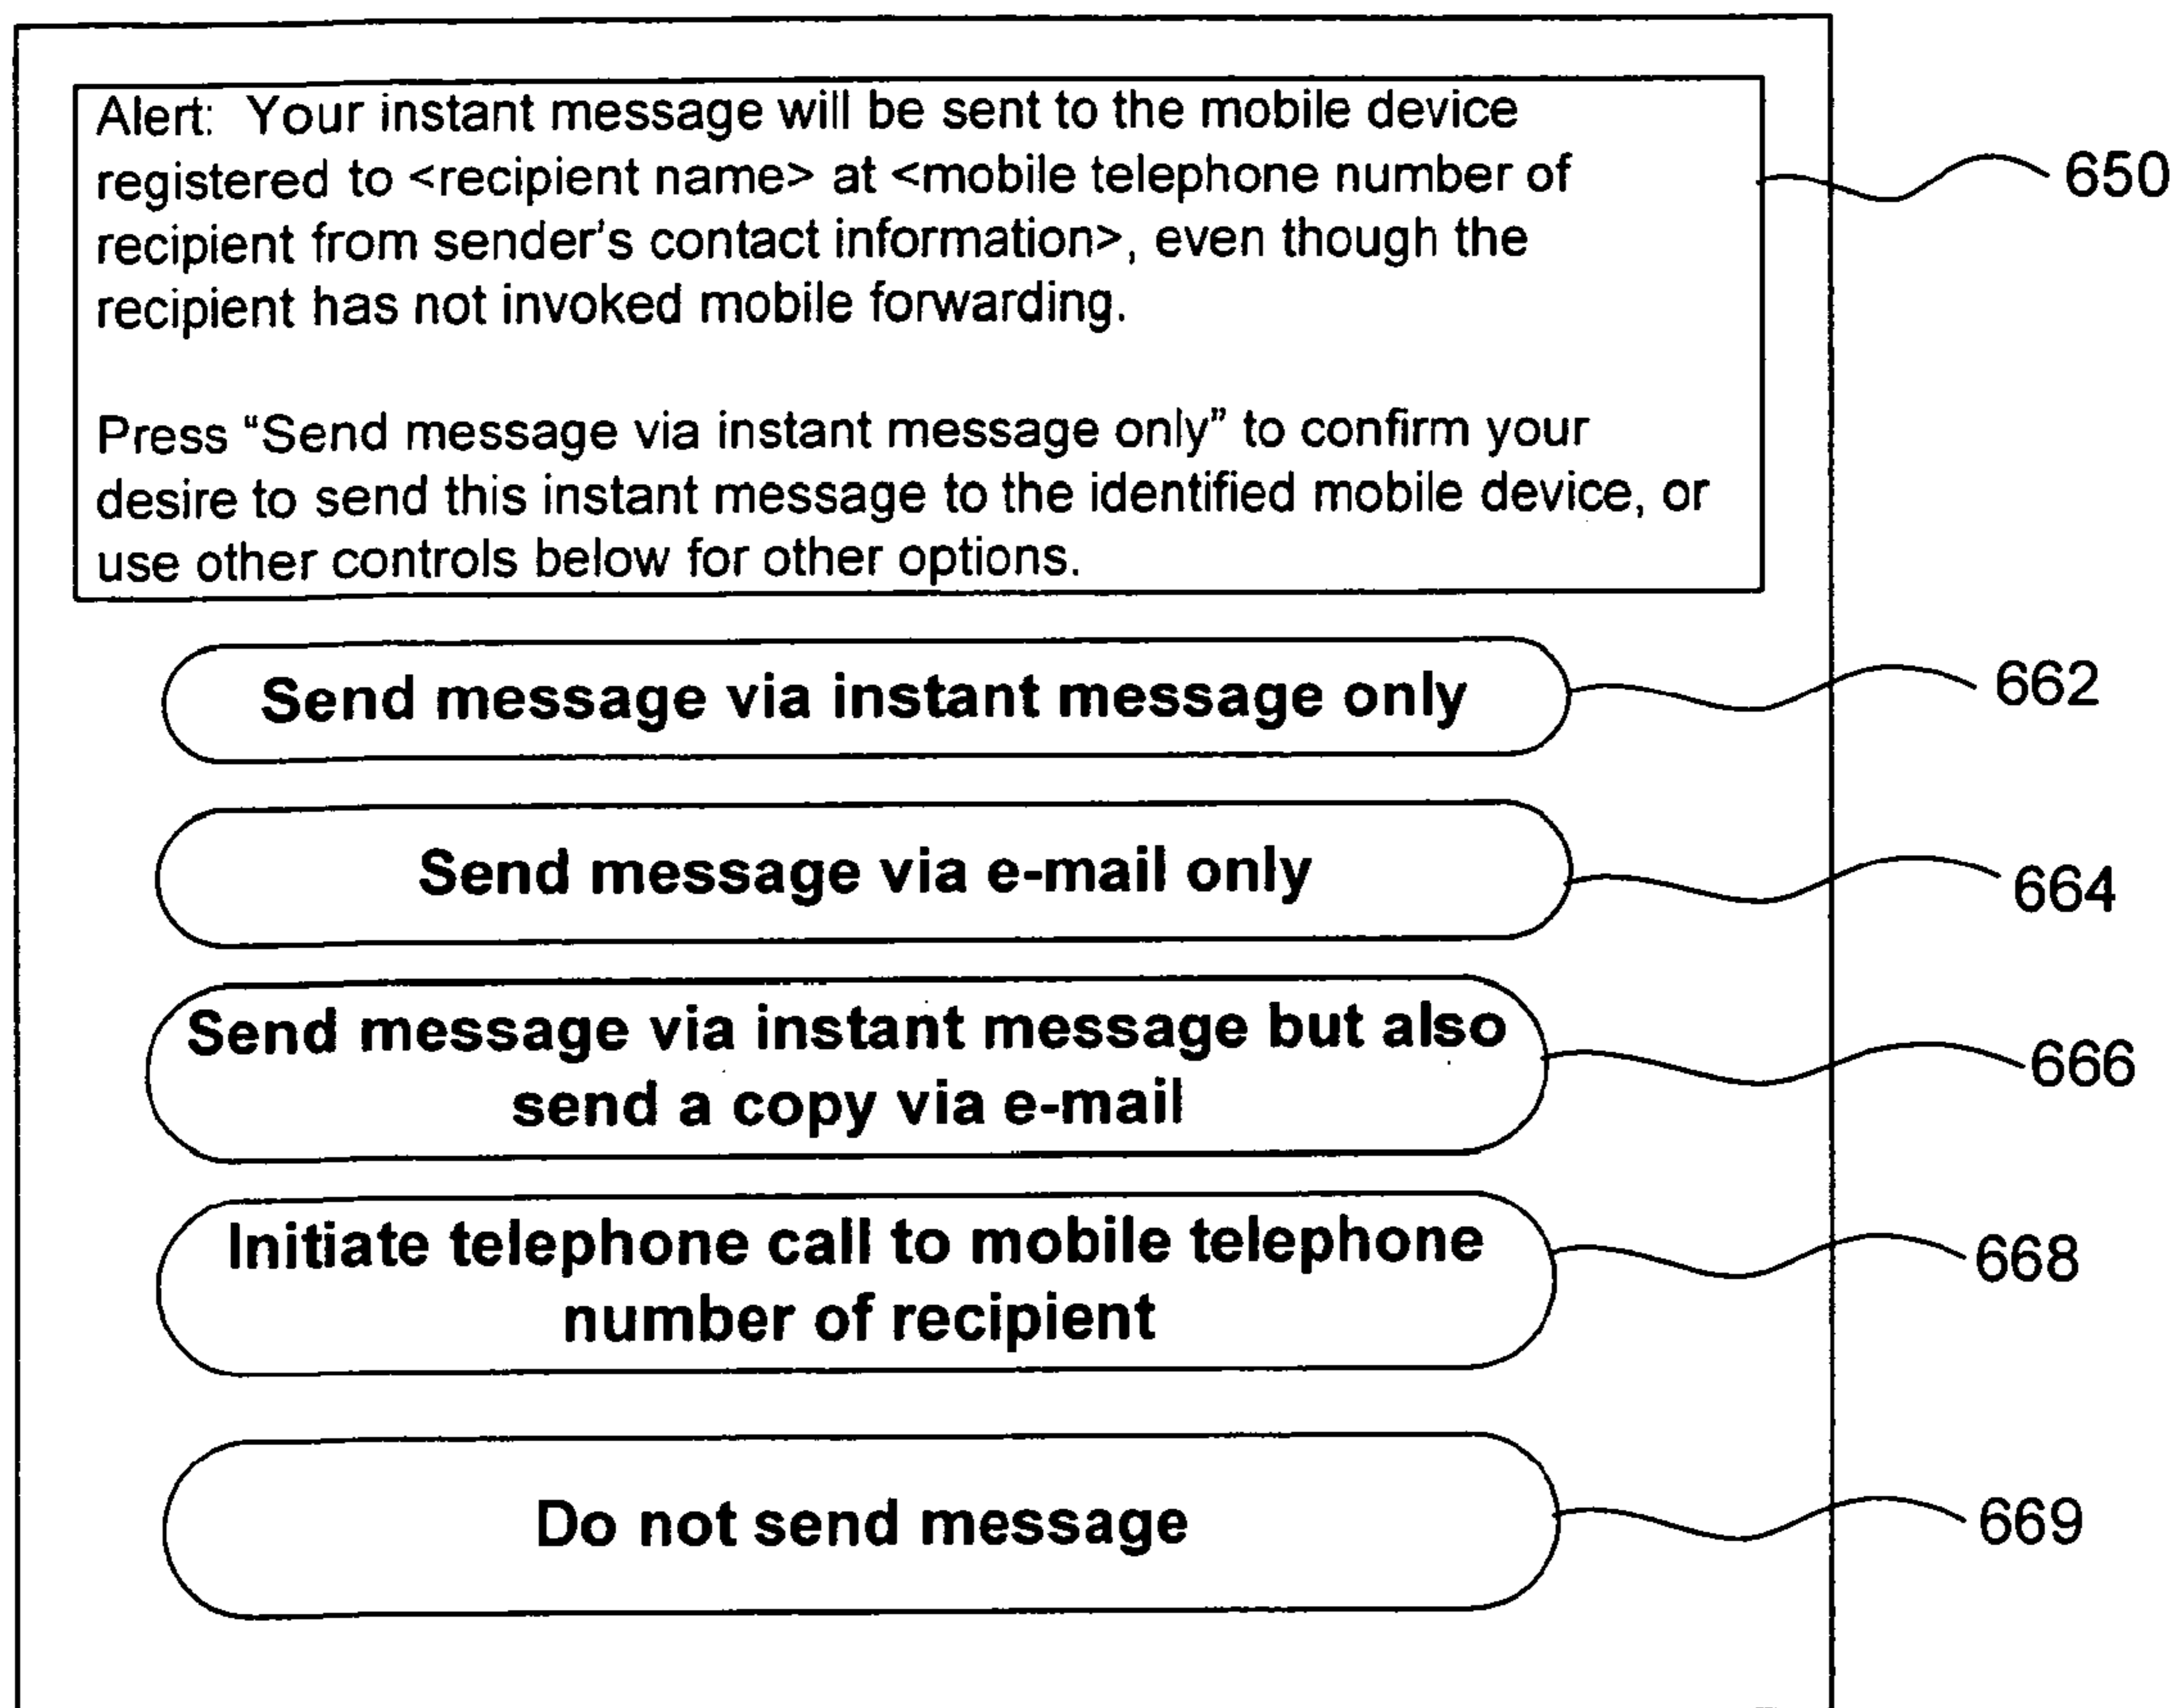 Alert: Your instant message will be sent to the mobile device
registered to <recipient name> at <mobile telephone number of
recipient from sender's contact information>, even though the
recipient has not invoked mobile forwarding.
650
Press “Send message via instant message only” to confirm your
desire to send this instant message to the identified mobile device, or
use other controls below for other options.
Send message via instant message only
662
Send message via e-mail only
664
Send message via instant message but also
send a copy via e-mail
666
Initiate telephone call to mobile telephone
number of recipient
668
Do not send message
669